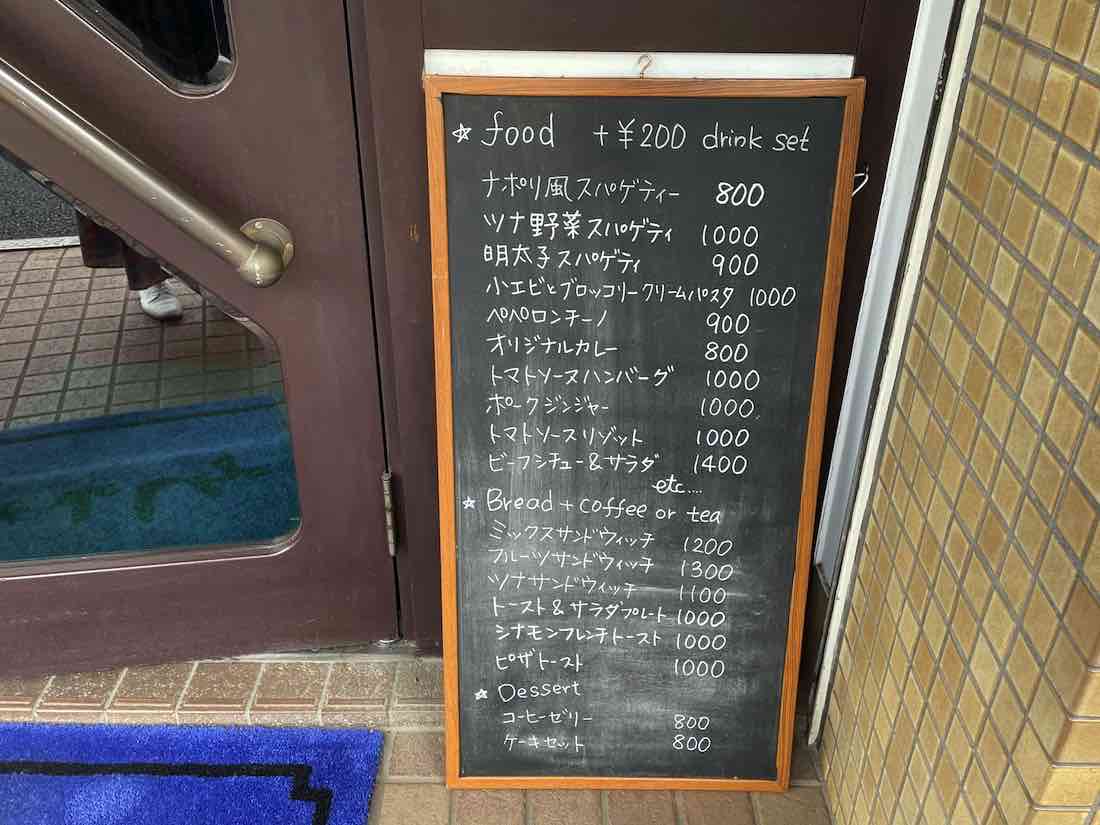 ☆ food +¥200 drink set
ナポリ風スパゲティー 800
ツナ野菜スパゲティ 1000
明太子スパゲティ 900
小エビとブロッコリークリームパスタ 1000
ペペロンチーノ 900
オリジナルカレー 800
トマトソースハンバーグ 1000
ポークジンジャー 1000
トマトソースリゾット 1000
ビーフシチュー&サラダ 1400
etc....
☆ Bread + coffee or tea
ミックスサンドウィッチ 1200
フルーツサンドウィッチ 1300
ツナサンドウィッチ 1100
トースト&サラダプレート 1000
シナモンフレンチトースト 1000
ピザトースト 1000
☆ Dessert
コーヒーゼリー 800
ケーキセット 800